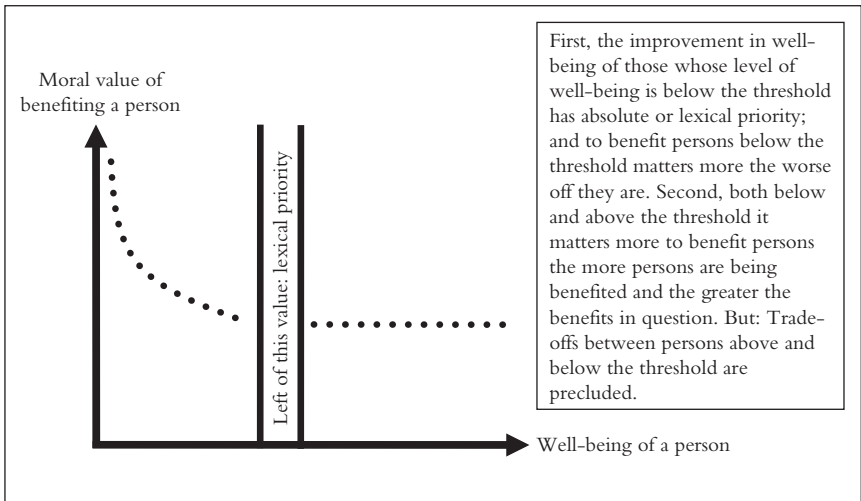 Moral value of
benefiting a person
Left of this value: lexical priority
Well-being of a person
First, the improvement in well-
being of those whose level of
well-being is below the threshold
has absolute or lexical priority;
and to benefit persons below the
threshold matters more the worse
off they are. Second, both below
and above the threshold it
matters more to benefit persons
the more persons are being
benefited and the greater the
benefits in question. But: Trade-
offs between persons above and
below the threshold are
precluded.